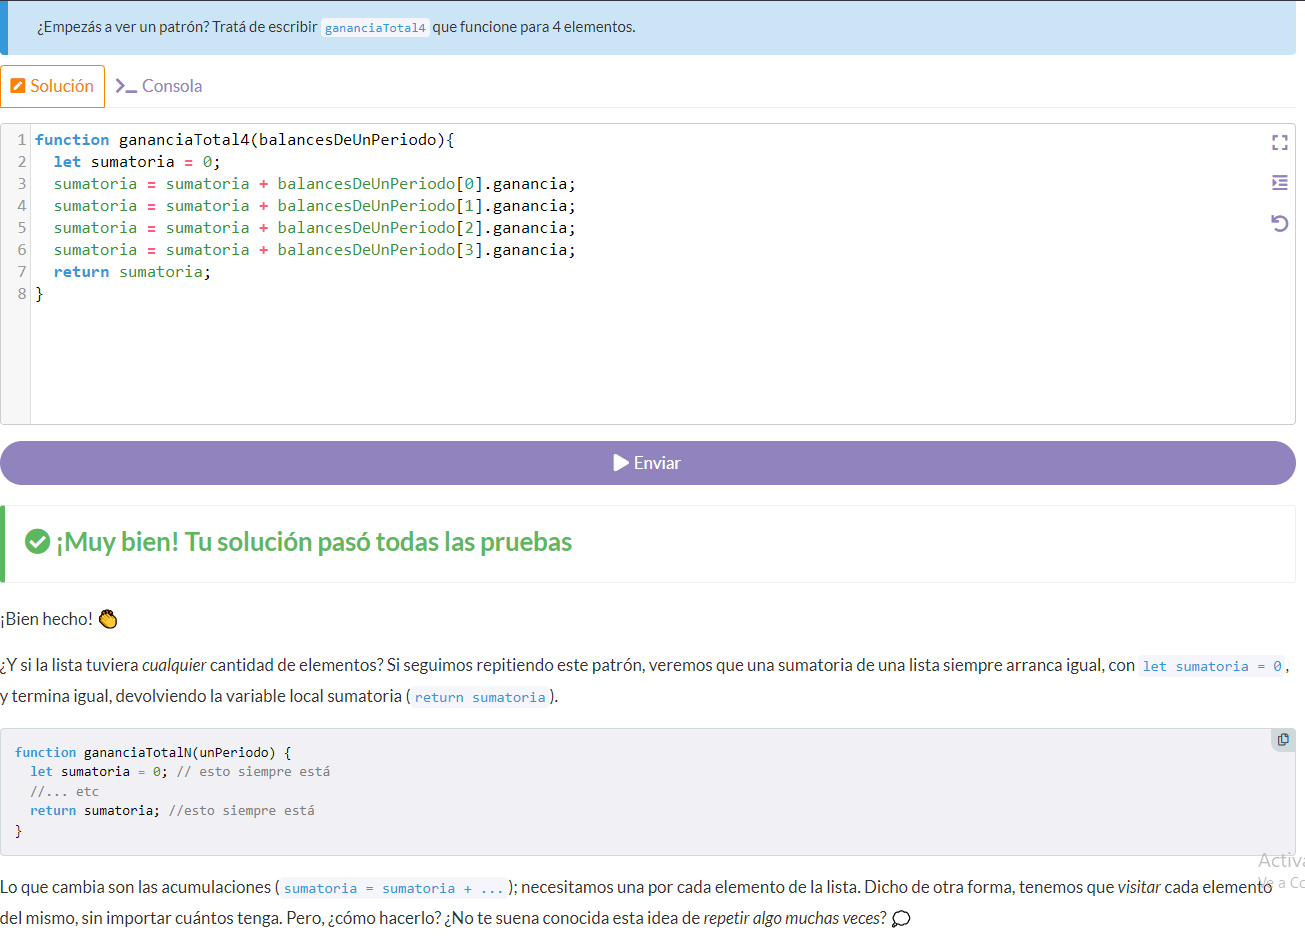 ¿Empezás a ver un patrón? Tratá de escribir gananciaTotal4 que funcione para 4 elementos.
Solución
Consola
1 function gananciaTotal4(balancesDeUnPeriodo){
2 let sumatoria = 0;
3 sumatoria = sumatoria + balancesDeUnPeriodo[0].ganancia;
4 sumatoria = sumatoria + balancesDeUnPeriodo[1].ganancia;
5 sumatoria = sumatoria + balancesDeUnPeriodo[2].ganancia;
6 sumatoria = sumatoria + balancesDeUnPeriodo[3].ganancia;
7 return sumatoria;
8 }
Enviar
¡Muy bien! Tu solución pasó todas las pruebas
¡Bien hecho! 👏
¿Y si la lista tuviera cualquier cantidad de elementos? Si seguimos repitiendo este patrón, veremos que una sumatoria de una lista siempre arranca igual, con let sumatoria = 0,
y termina igual, devolviendo la variable local sumatoria (return sumatoria).
function gananciaTotalN(unPeriodo) {
let sumatoria = 0; // esto siempre está
//... etc
return sumatoria; //esto siempre está
}
Lo que cambia son las acumulaciones (sumatoria = sumatoria + ...); necesitamos una por cada elemento de la lista. Dicho de otra forma, tenemos que visitar cada elemento
del mismo, sin importar cuántos tenga. Pero, ¿cómo hacerlo? ¿No te suena conocida esta idea de repetir algo muchas veces? 💭